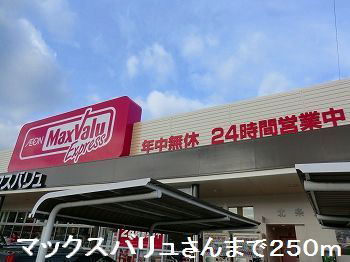 AEON
MaxValu
Express
年中無休 24時間営業中
スバリュ
北条
マックスバリュさんまで250m